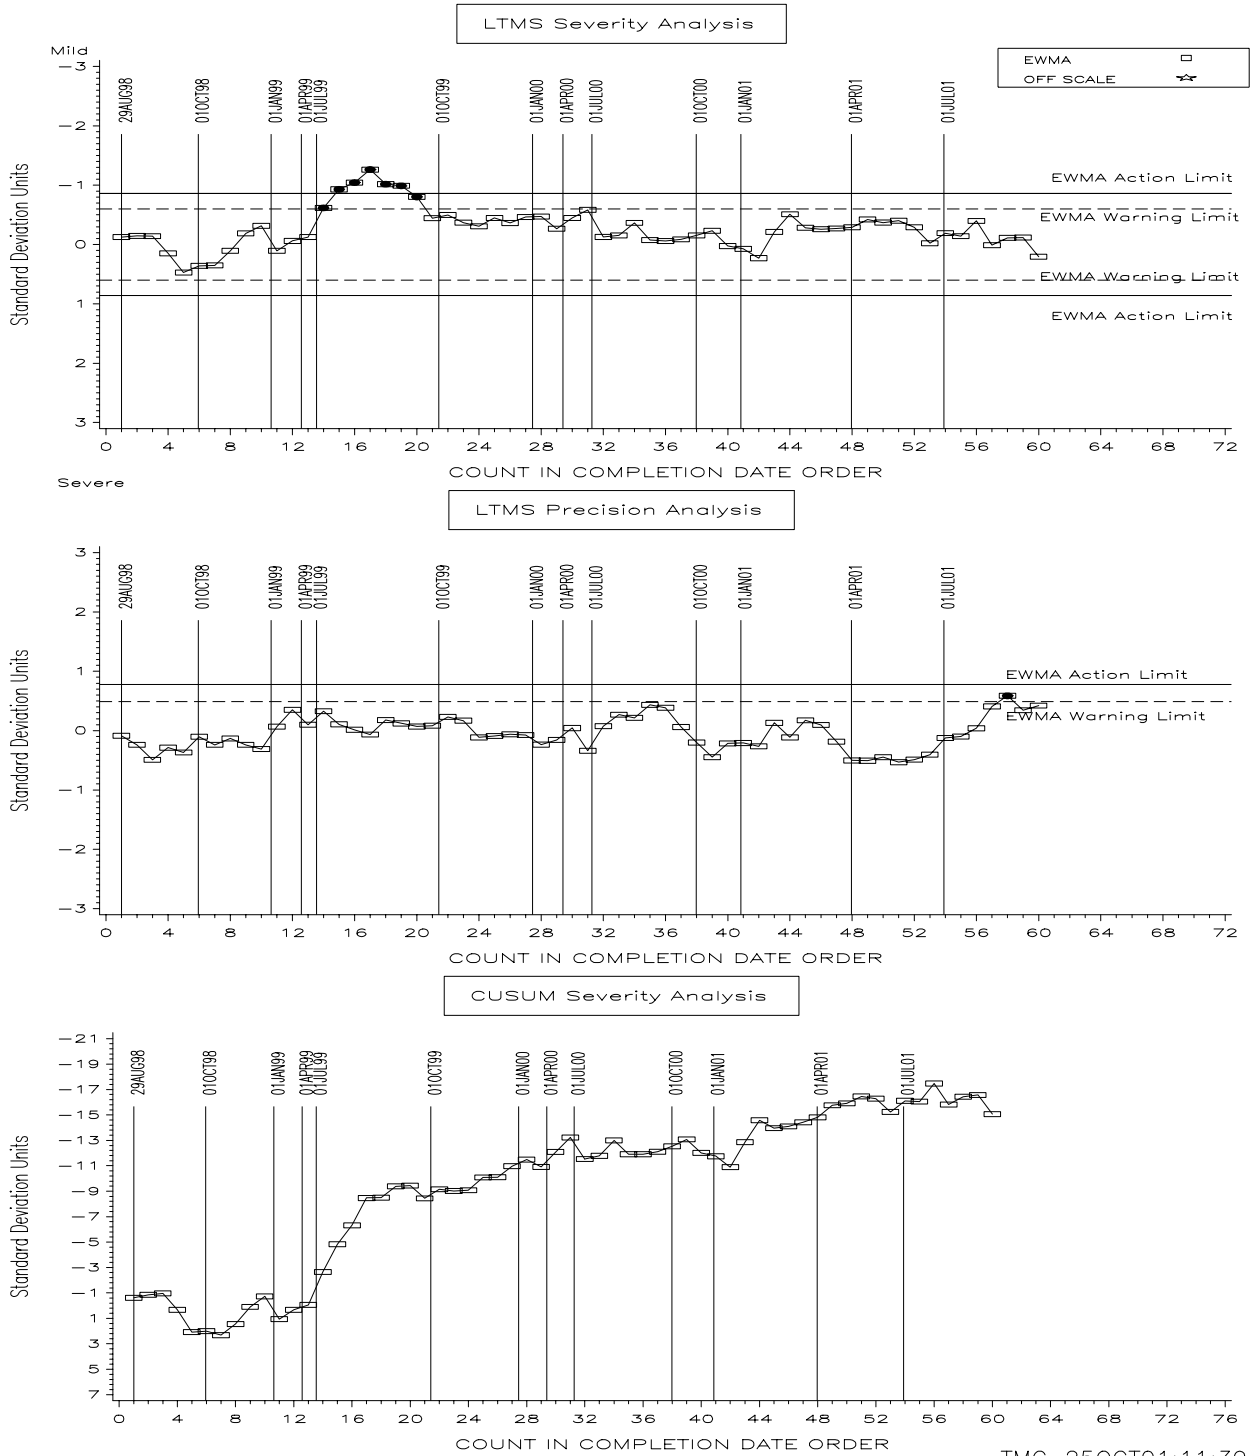 LTMS Severity Analysis
Mild
EWMA
OFF SCALE
29AUG98 01OCT98 01JAN99 01APR99 01JUL99 01OCT99 01JAN00 01APR00 01JUL00 01OCT00 01JAN01 01APR01 01JUL01
Standard Deviation Units
-3
-2
-1
0
1
2
3
EWMA Action Limit
EWMA Warning Limit
EWMA Warning Limit
EWMA Action Limit
0 4 8 12 16 20 24 28 32 36 40 44 48 52 56 60 64 68 72
COUNT IN COMPLETION DATE ORDER
Severe
LTMS Precision Analysis
29AUG98 01OCT98 01JAN99 01APR99 01JUL99 01OCT99 01JAN00 01APR00 01JUL00 01OCT00 01JAN01 01APR01 01JUL01
Standard Deviation Units
3
2
1
0
-1
-2
-3
EWMA Action Limit
EWMA Warning Limit
0 4 8 12 16 20 24 28 32 36 40 44 48 52 56 60 64 68 72
COUNT IN COMPLETION DATE ORDER
CUSUM Severity Analysis
29AUG98 01OCT98 01JAN99 01APR99 01JUL99 01OCT99 01JAN00 01APR00 01JUL00 01OCT00 01JAN01 01APR01 01JUL01
Standard Deviation Units
-21
-19
-17
-15
-13
-11
-9
-7
-5
-3
-1
1
3
5
7
0 4 8 12 16 20 24 28 32 36 40 44 48 52 56 60 64 68 72 76
COUNT IN COMPLETION DATE ORDER